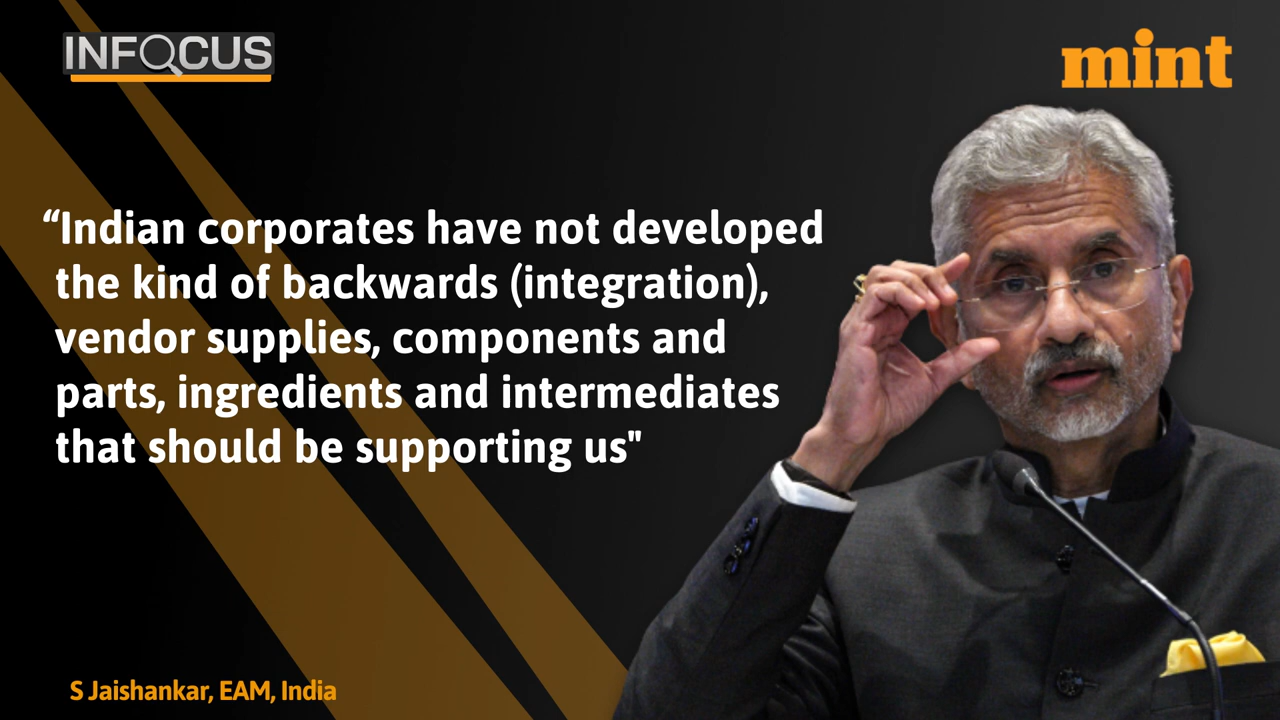 INFOCUS
mint
“Indian corporates have not developed
the kind of backwards (integration),
vendor supplies, components and
parts, ingredients and intermediates
that should be supporting us"
S Jaishankar, EAM, India